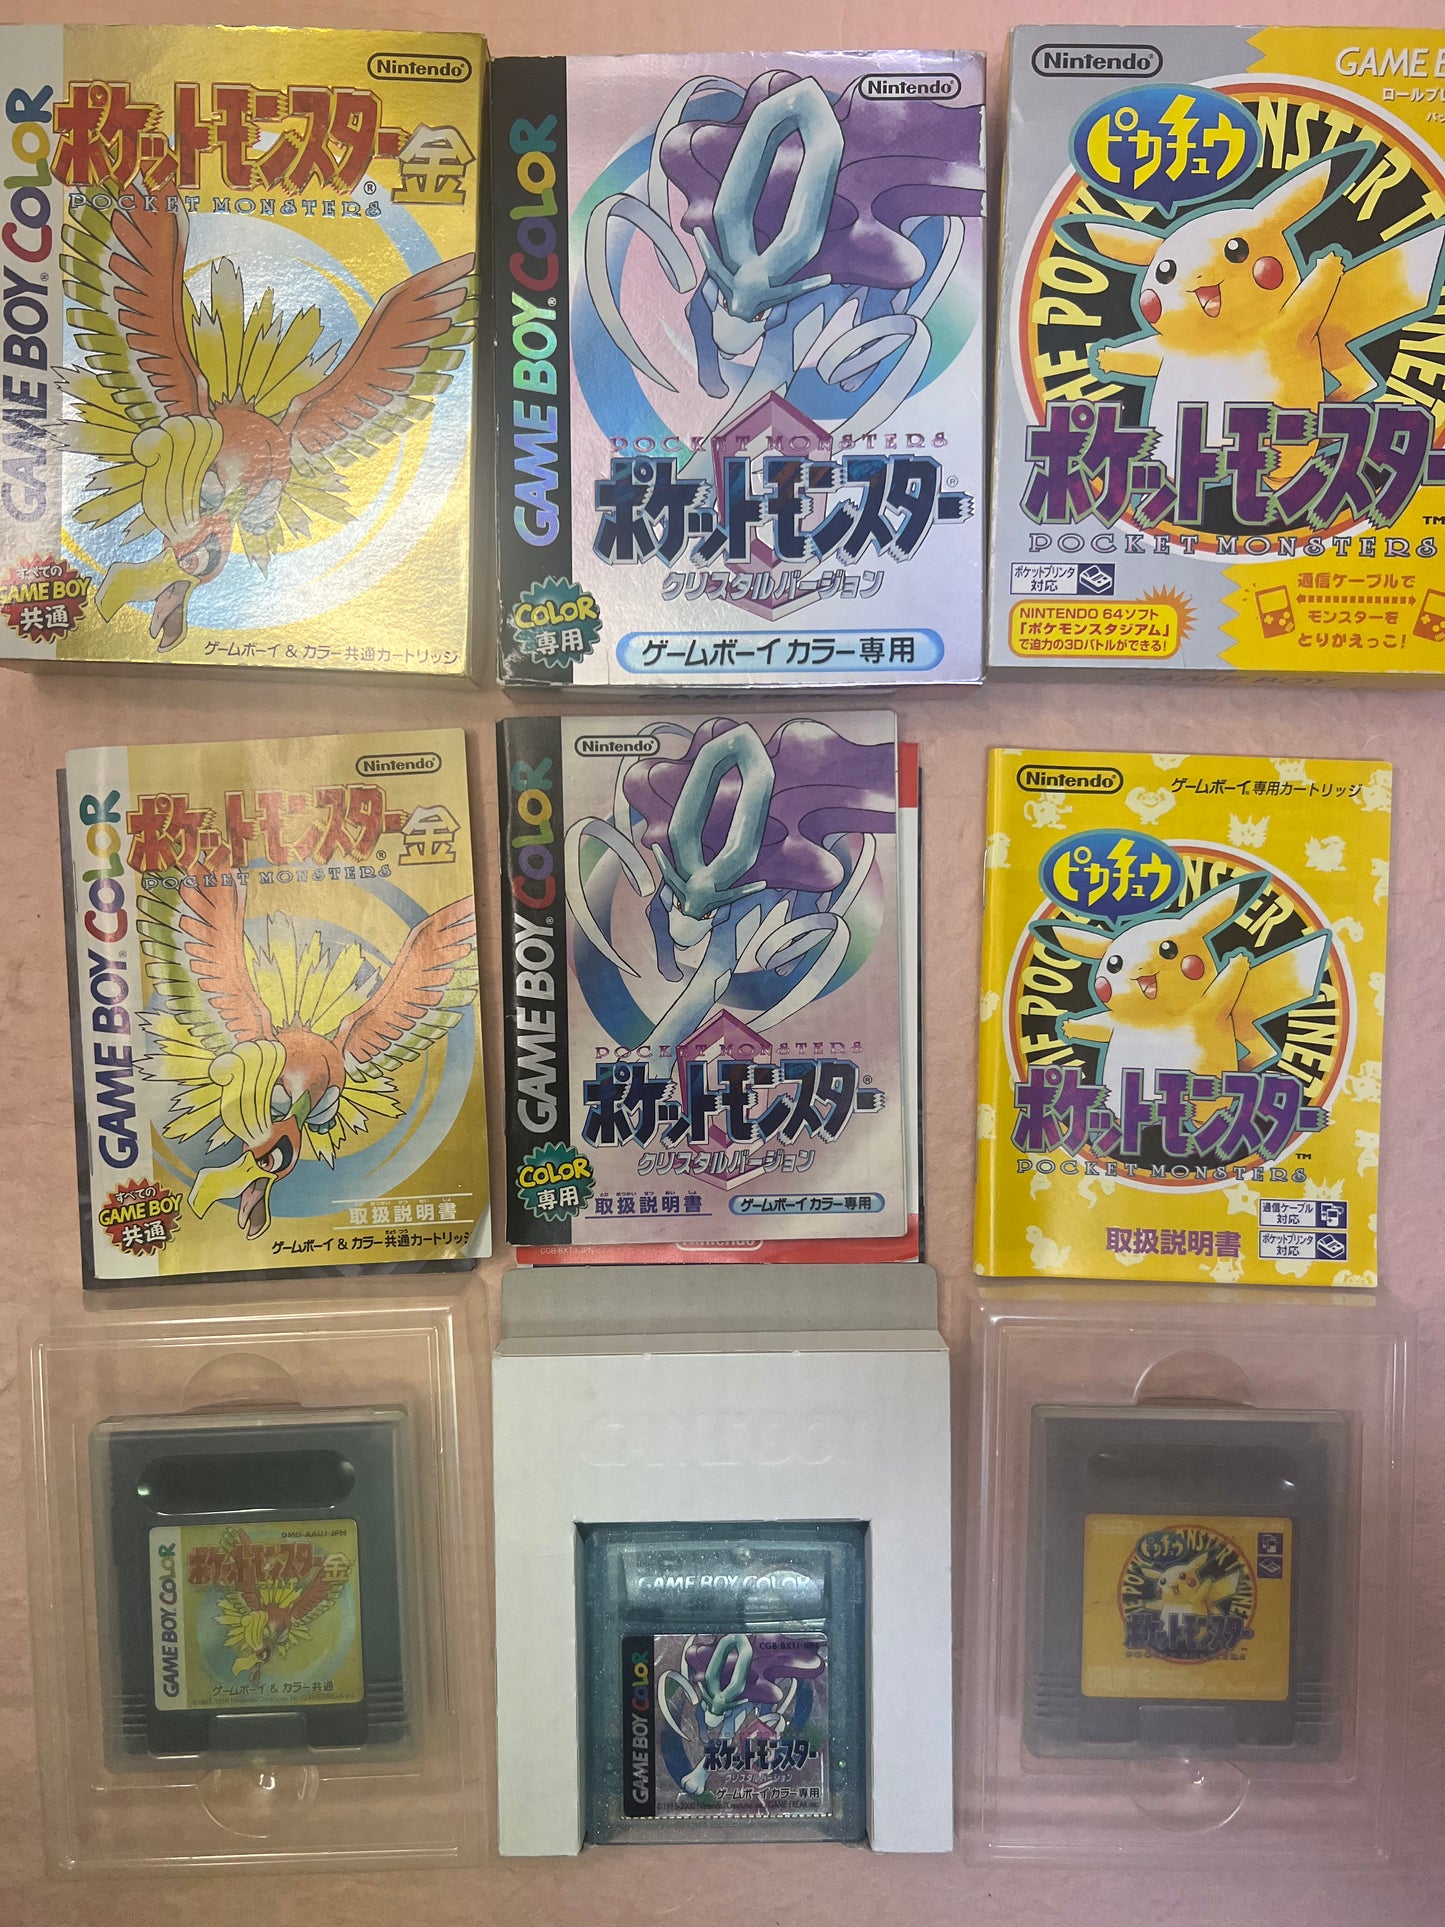 Nintendo®
GAME BOY COLOR
ポケットモンスター®金
POCKET MONSTERS
すべての
GAME BOY
共通
ゲームボーイ & カラー共通カートリッジ
Nintendo®
GAME BOY® COLOR
POCKET MONSTERS
ポケットモンスター®
クリスタルバージョン
COLOR
専用
ゲームボーイ カラー専用
Nintendo®
GAME B
ロールプレ
ピカチュウ
ポケットモンスター
TM
POCKET MONSTERS
ポケットプリンタ
対応
NINTENDO 64ソフト
「ポケモンスタジアム」
で迫力の3Dバトルができる!
通信ケーブルで
モンスターを
とりかえっこ!
GAME BOY
Nintendo®
GAME BOY COLOR
ポケットモンスター®金
POCKET MONSTERS
すべての
GAME BOY
共通
取扱説明書
ゲームボーイ & カラー共通カートリッジ
Nintendo®
GAME BOY® COLOR
POCKET MONSTERS
ポケットモンスター®
クリスタルバージョン
COLOR
専用
取扱説明書
ゲームボーイ カラー専用
CGB-BXTJ-JPN
Nintendo®
ゲームボーイ®専用カートリッジ
ピカチュウ
ポケットモンスター™
POCKET MONSTERS
取扱説明書
通信ケーブル
対応
ポケットプリンタ
対応
DMG-AAUJ-JPN
GAME BOY COLOR
ポケットモンスター金
ゲームボーイ & カラー共通
GAME BOY
GAME BOY COLOR
CGB-BXTJ-JPN
GAME BOY COLOR
POCKET MONSTERS
ポケットモンスター
クリスタルバージョン
ゲームボーイカラー専用
ピカチュウ
ポケットモンスター
POCKET MONSTERS